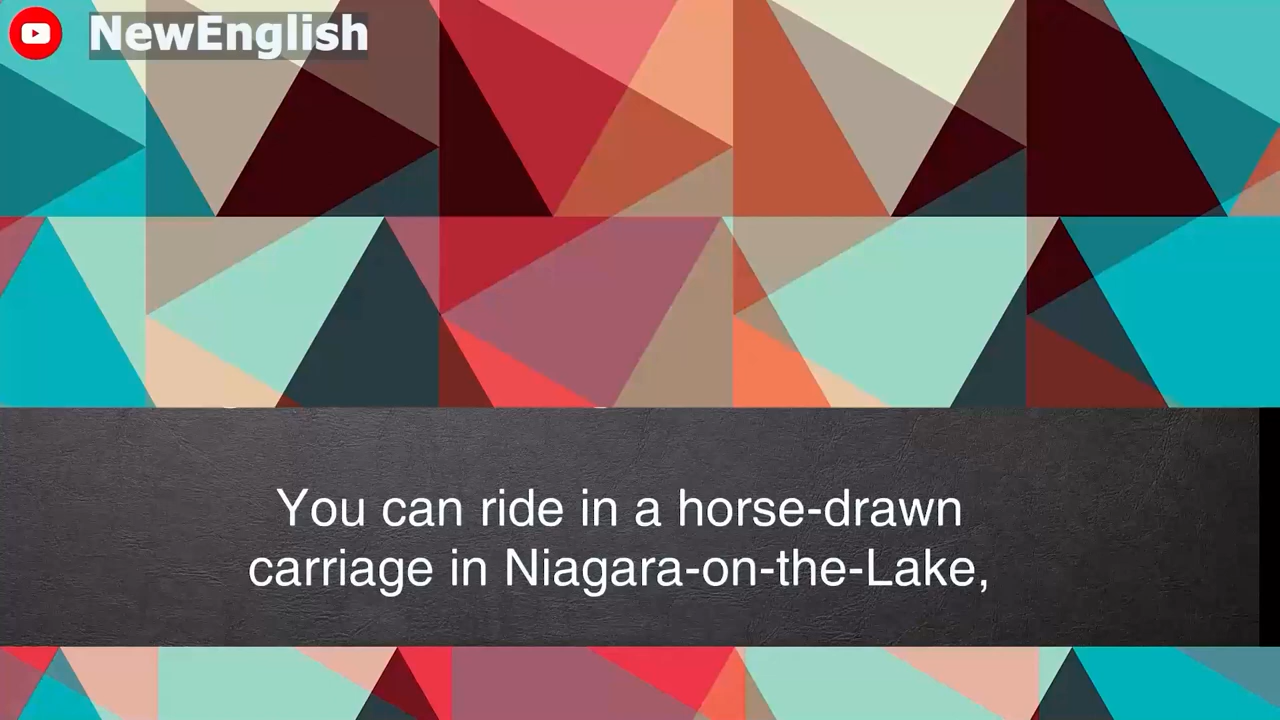 NewEnglish
You can ride in a horse-drawn
carriage in Niagara-on-the-Lake,